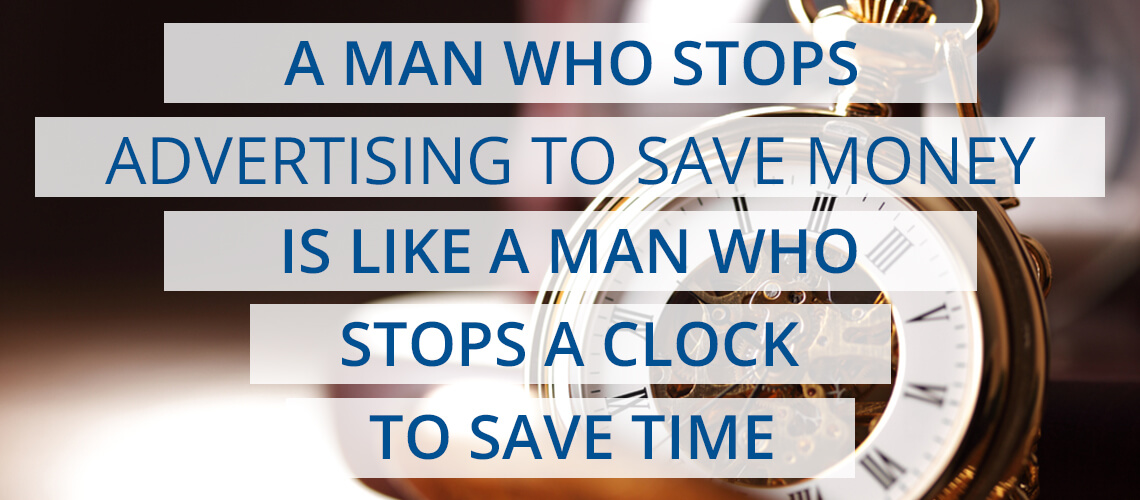 A MAN WHO STOPS
ADVERTISING TO SAVE MONEY
IS LIKE A MAN WHO
STOPS A CLOCK
TO SAVE TIME